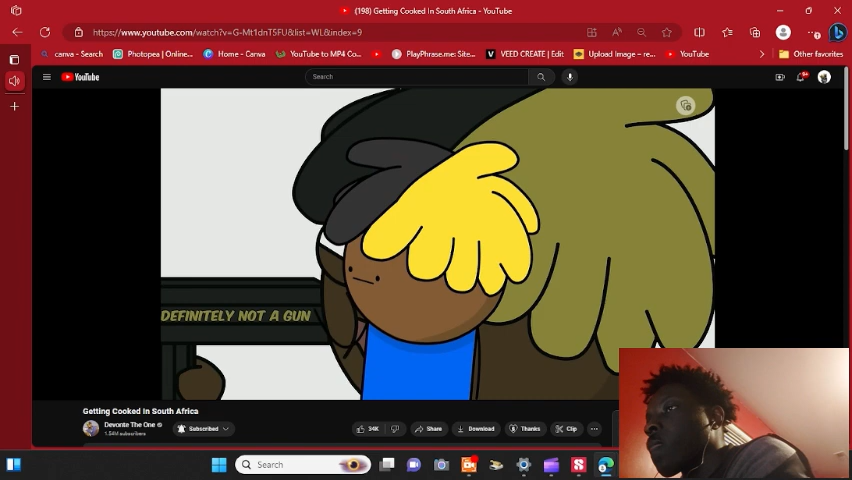 (198) Getting Cooked In South Africa - YouTube
https://www.youtube.com/watch?v=G-Mt1dnT5FU&list=WL&index=9
canva - Search
Photopea | Online...
Home - Canva
YouTube to MP4 Co...
PlayPhrase.me: Site...
VEED CREATE | Edit
Upload Image – re...
YouTube
Other favorites
YouTube
Search
9+
DEFINITELY NOT A GUN
Getting Cooked In South Africa
Devonte The One
1.54M subscribers
Subscribed
34K
Share
Download
Thanks
Clip
Search